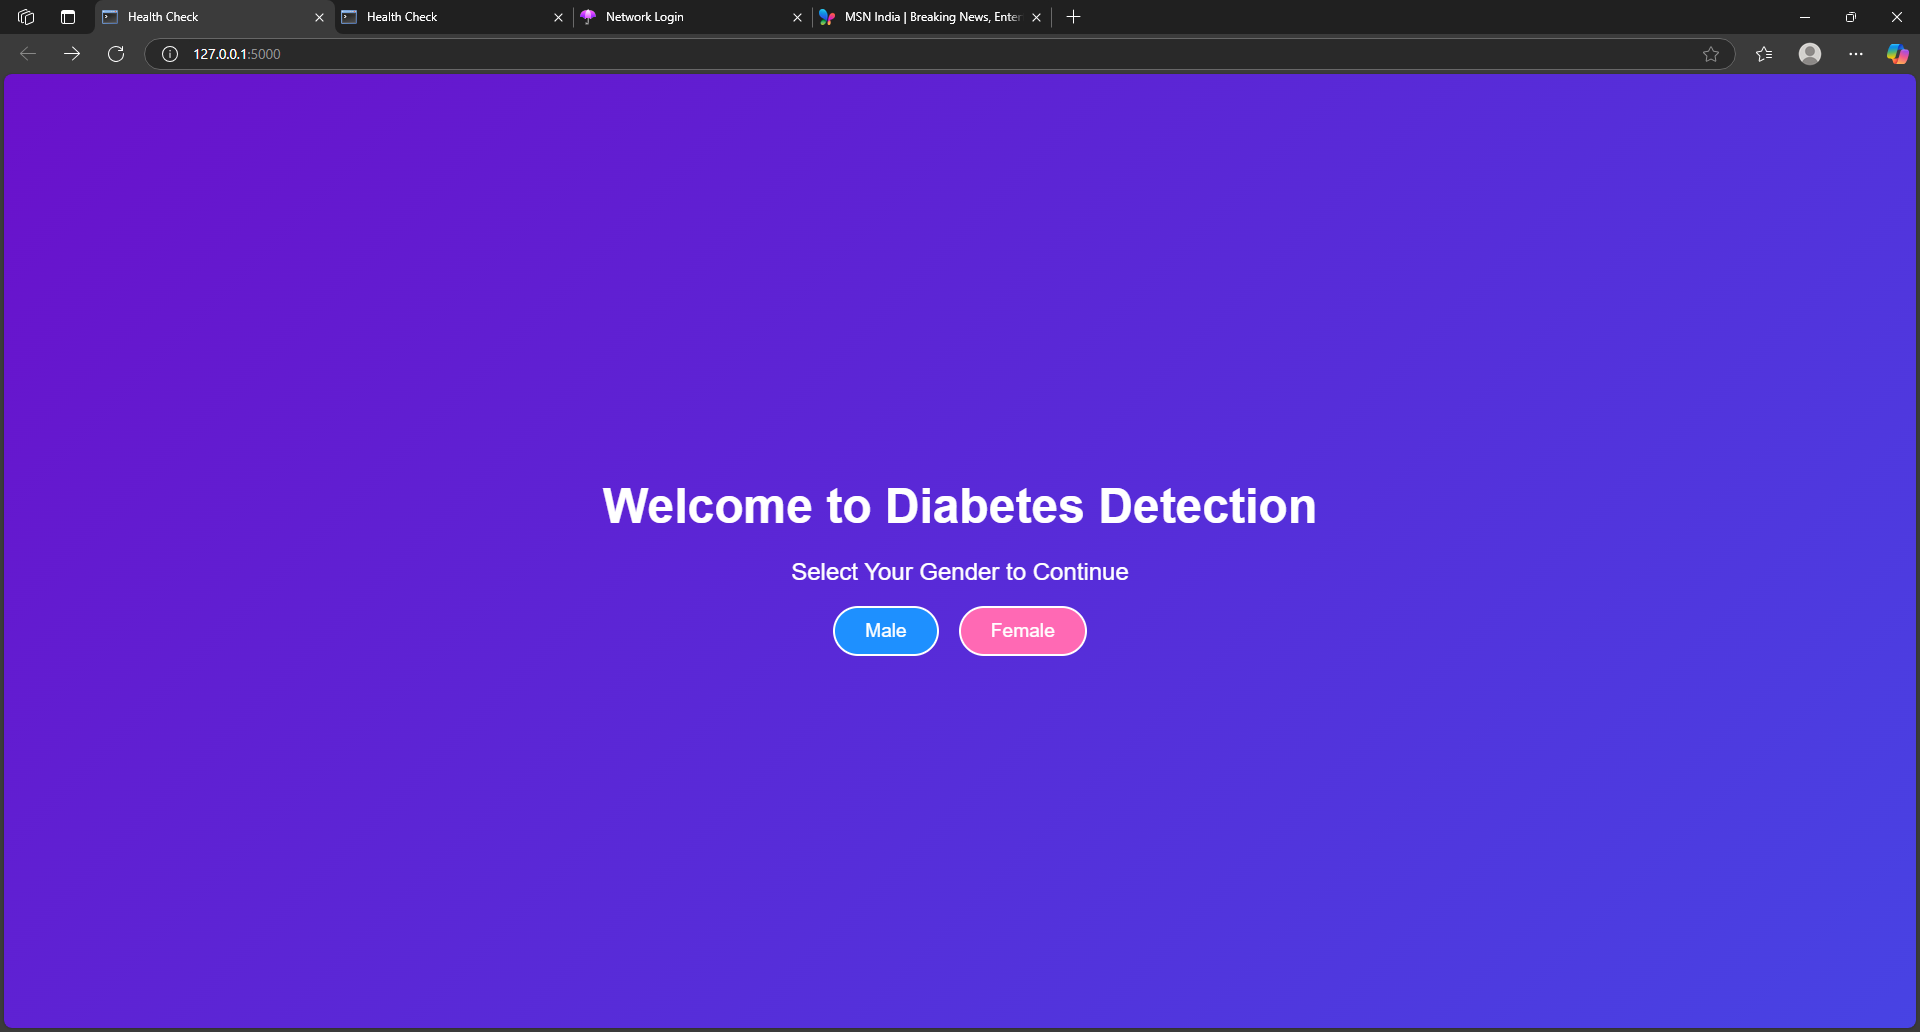 Health Check
Health Check
Network Login
MSN India | Breaking News, Enter
127.0.0.1:5000
Welcome to Diabetes Detection
Select Your Gender to Continue
Male
Female